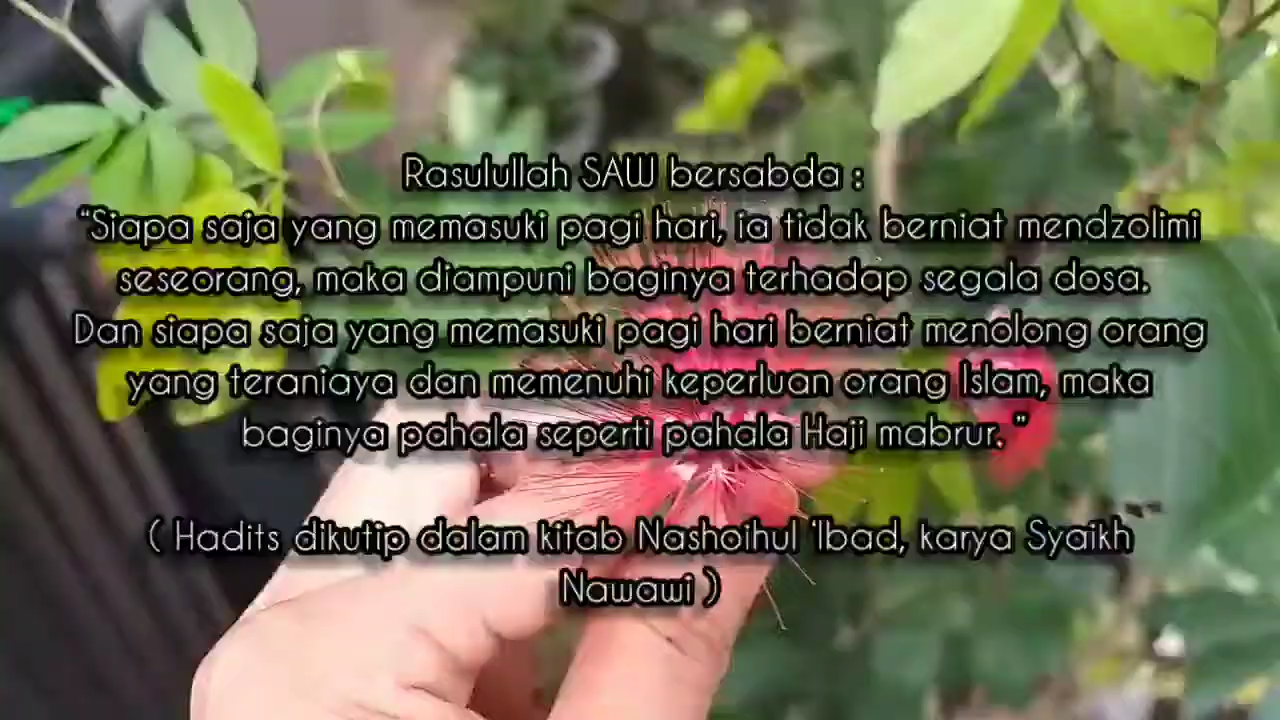 Rasulullah SAW bersabda :
“Siapa saja yang memasuki pagi hari, ia tidak berniat mendzolimi
seseorang, maka diampuni baginya terhadap segala dosa.
Dan siapa saja yang memasuki pagi hari berniat menolong orang
yang teraniaya dan memenuhi keperluan orang Islam, maka
baginya pahala seperti pahala Haji mabrur. ”
( Hadits dikutip dalam kitab Nashoihul ‘Ibad, karya Syaikh
Nawawi )